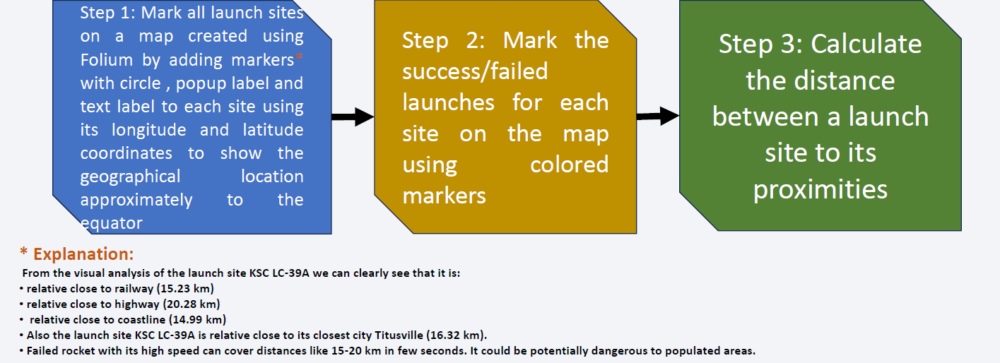 Step 1: Mark all launch sites
on a map created using
Folium by adding markers*
with circle , popup label and
text label to each site using
its longitude and latitude
coordinates to show the
geographical location
approximately to the
equator
Step 2: Mark the
success/failed
launches for each
site on the map
using colored
markers
Step 3: Calculate
the distance
between a launch
site to its
proximities
* Explanation:
From the visual analysis of the launch site KSC LC-39A we can clearly see that it is:
• relative close to railway (15.23 km)
• relative close to highway (20.28 km)
• relative close to coastline (14.99 km)
• Also the launch site KSC LC-39A is relative close to its closest city Titusville (16.32 km).
• Failed rocket with its high speed can cover distances like 15-20 km in few seconds. It could be potentially dangerous to populated areas.